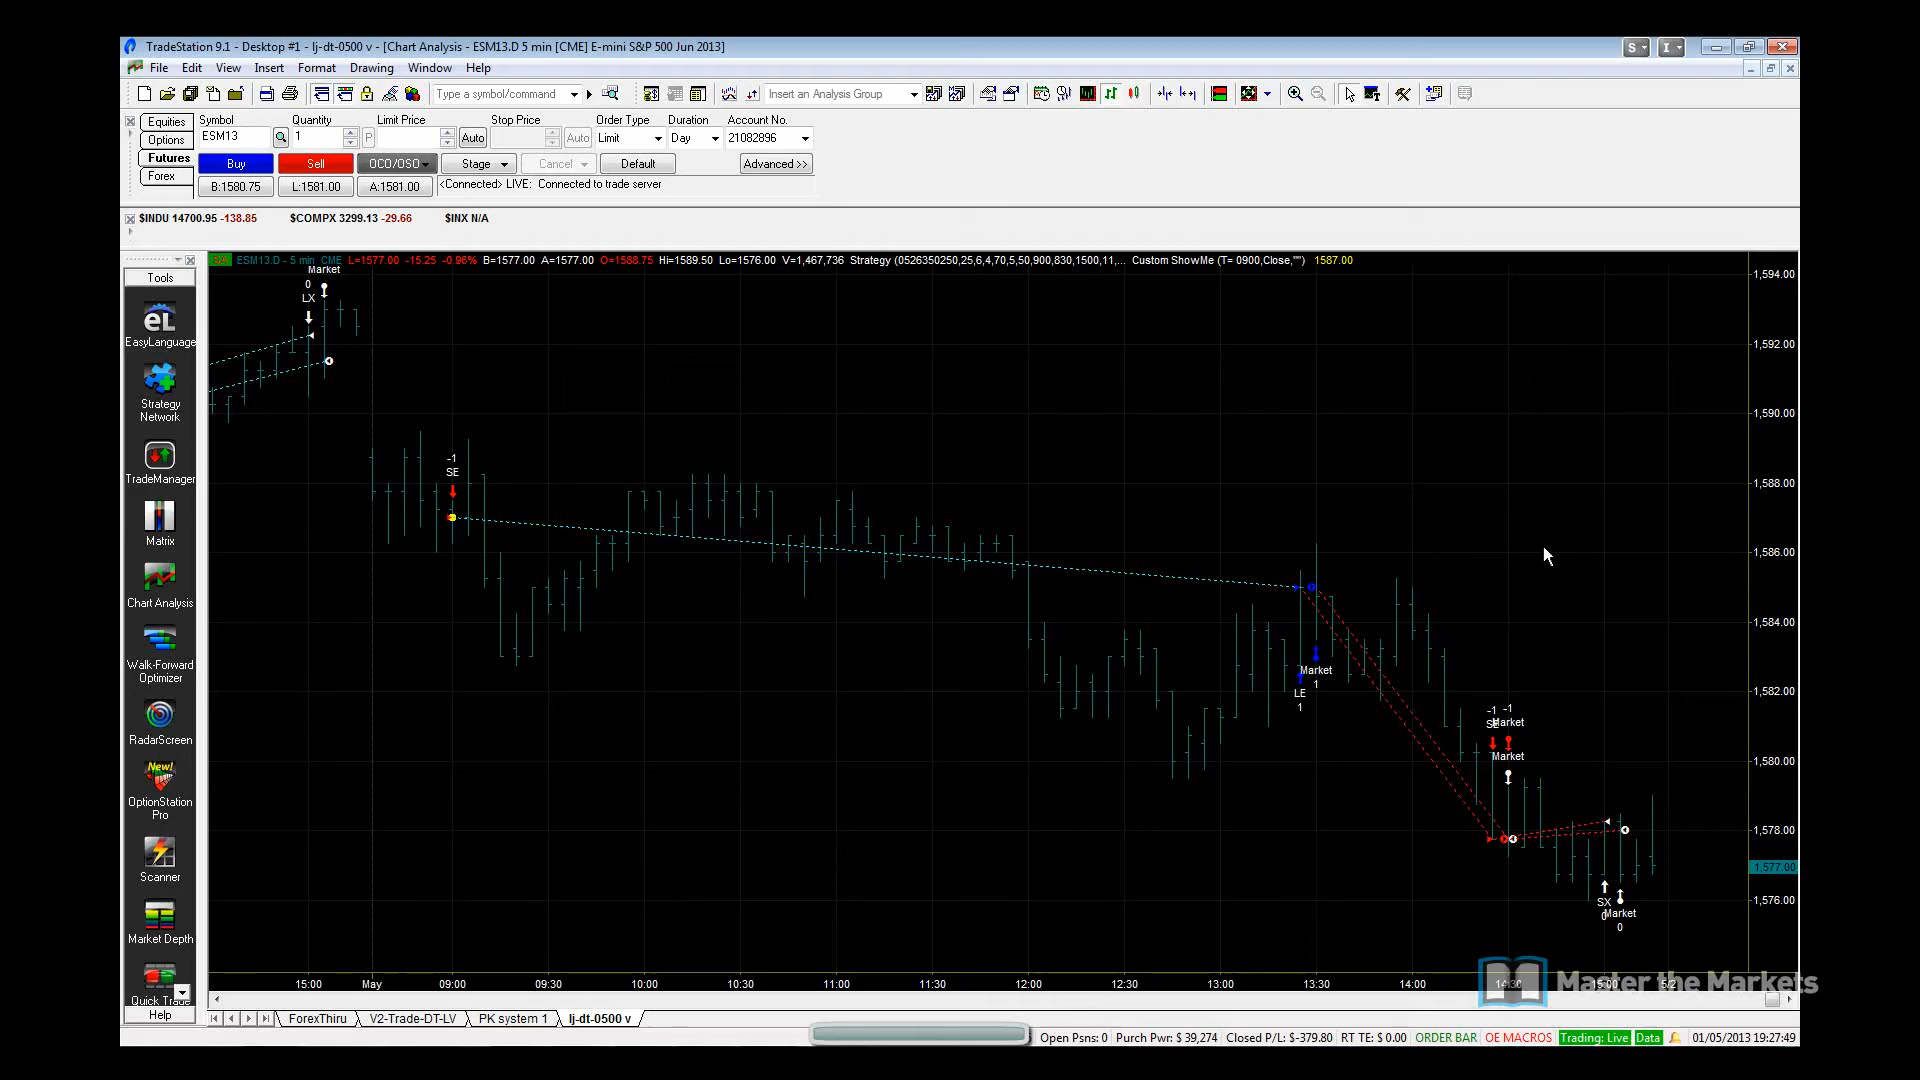 TradeStation 9.1 - Desktop #1 - lj-dt-0500 v - [Chart Analysis - ESM13.D 5 min [CME] E-mini S&P 500 Jun 2013]
S I
File Edit View Insert Format Drawing Window Help
Type a symbol/command Insert an Analysis Group
Equities Symbol Quantity Limit Price Stop Price Order Type Duration Account No.
Options ESM13 1 P Auto Auto Limit Day 21082896
Futures Buy Sell OCO/OSO Stage Cancel Default Advanced >>
Forex B:1580.75 L:1581.00 A:1581.00 <Connected> LIVE: Connected to trade server
$INDU 14700.95 -138.85 $COMPX 3299.13 -29.66 $INX N/A
ESM13.D - 5 min CME L=1577.00 -15.25 -0.96% B=1577.00 A=1577.00 O=1588.75 Hi=1589.50 Lo=1576.00 V=1,467,736 Strategy (0526350250,25,6,4,70,5,50,900,830,1500,11,... Custom ShowMe (T= 0900,Close,"") 1587.00
Tools
EasyLanguage
Strategy
Network
TradeManager
Matrix
Chart Analysis
Walk-Forward
Optimizer
RadarScreen
New!
OptionStation
Pro
Scanner
Market Depth
Quick Tra
Help
Market
0
LX
-1
SE
Market
1
LE
1
-1 -1
SE Market
Market
SX
0 Market
0
1,594.00
1,592.00
1,590.00
1,588.00
1,586.00
1,584.00
1,582.00
1,580.00
1,578.00
1,577.00
1,576.00
15:00 May 09:00 09:30 10:00 10:30 11:00 11:30 12:00 12:30 13:00 13:30 14:00 14:30 15:00 5/2
Master the Markets
ForexThiru V2-Trade-DT-LV PK system 1 lj-dt-0500 v
Open Psns: 0 Purch Pwr: $ 39,274 Closed P/L: $-379.80 RT TE: $ 0.00 ORDER BAR OE MACROS Trading: Live Data 01/05/2013 19:27:49